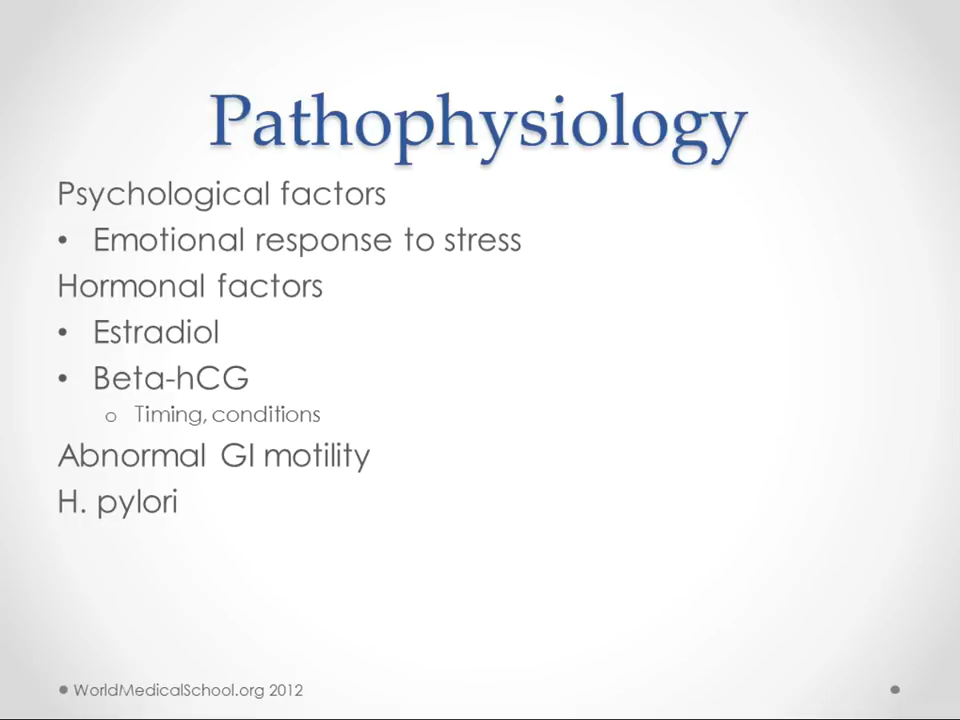 Pathophysiology
Psychological factors
• Emotional response to stress
Hormonal factors
• Estradiol
• Beta-hCG
o Timing, conditions
Abnormal GI motility
H. pylori
WorldMedicalSchool.org 2012